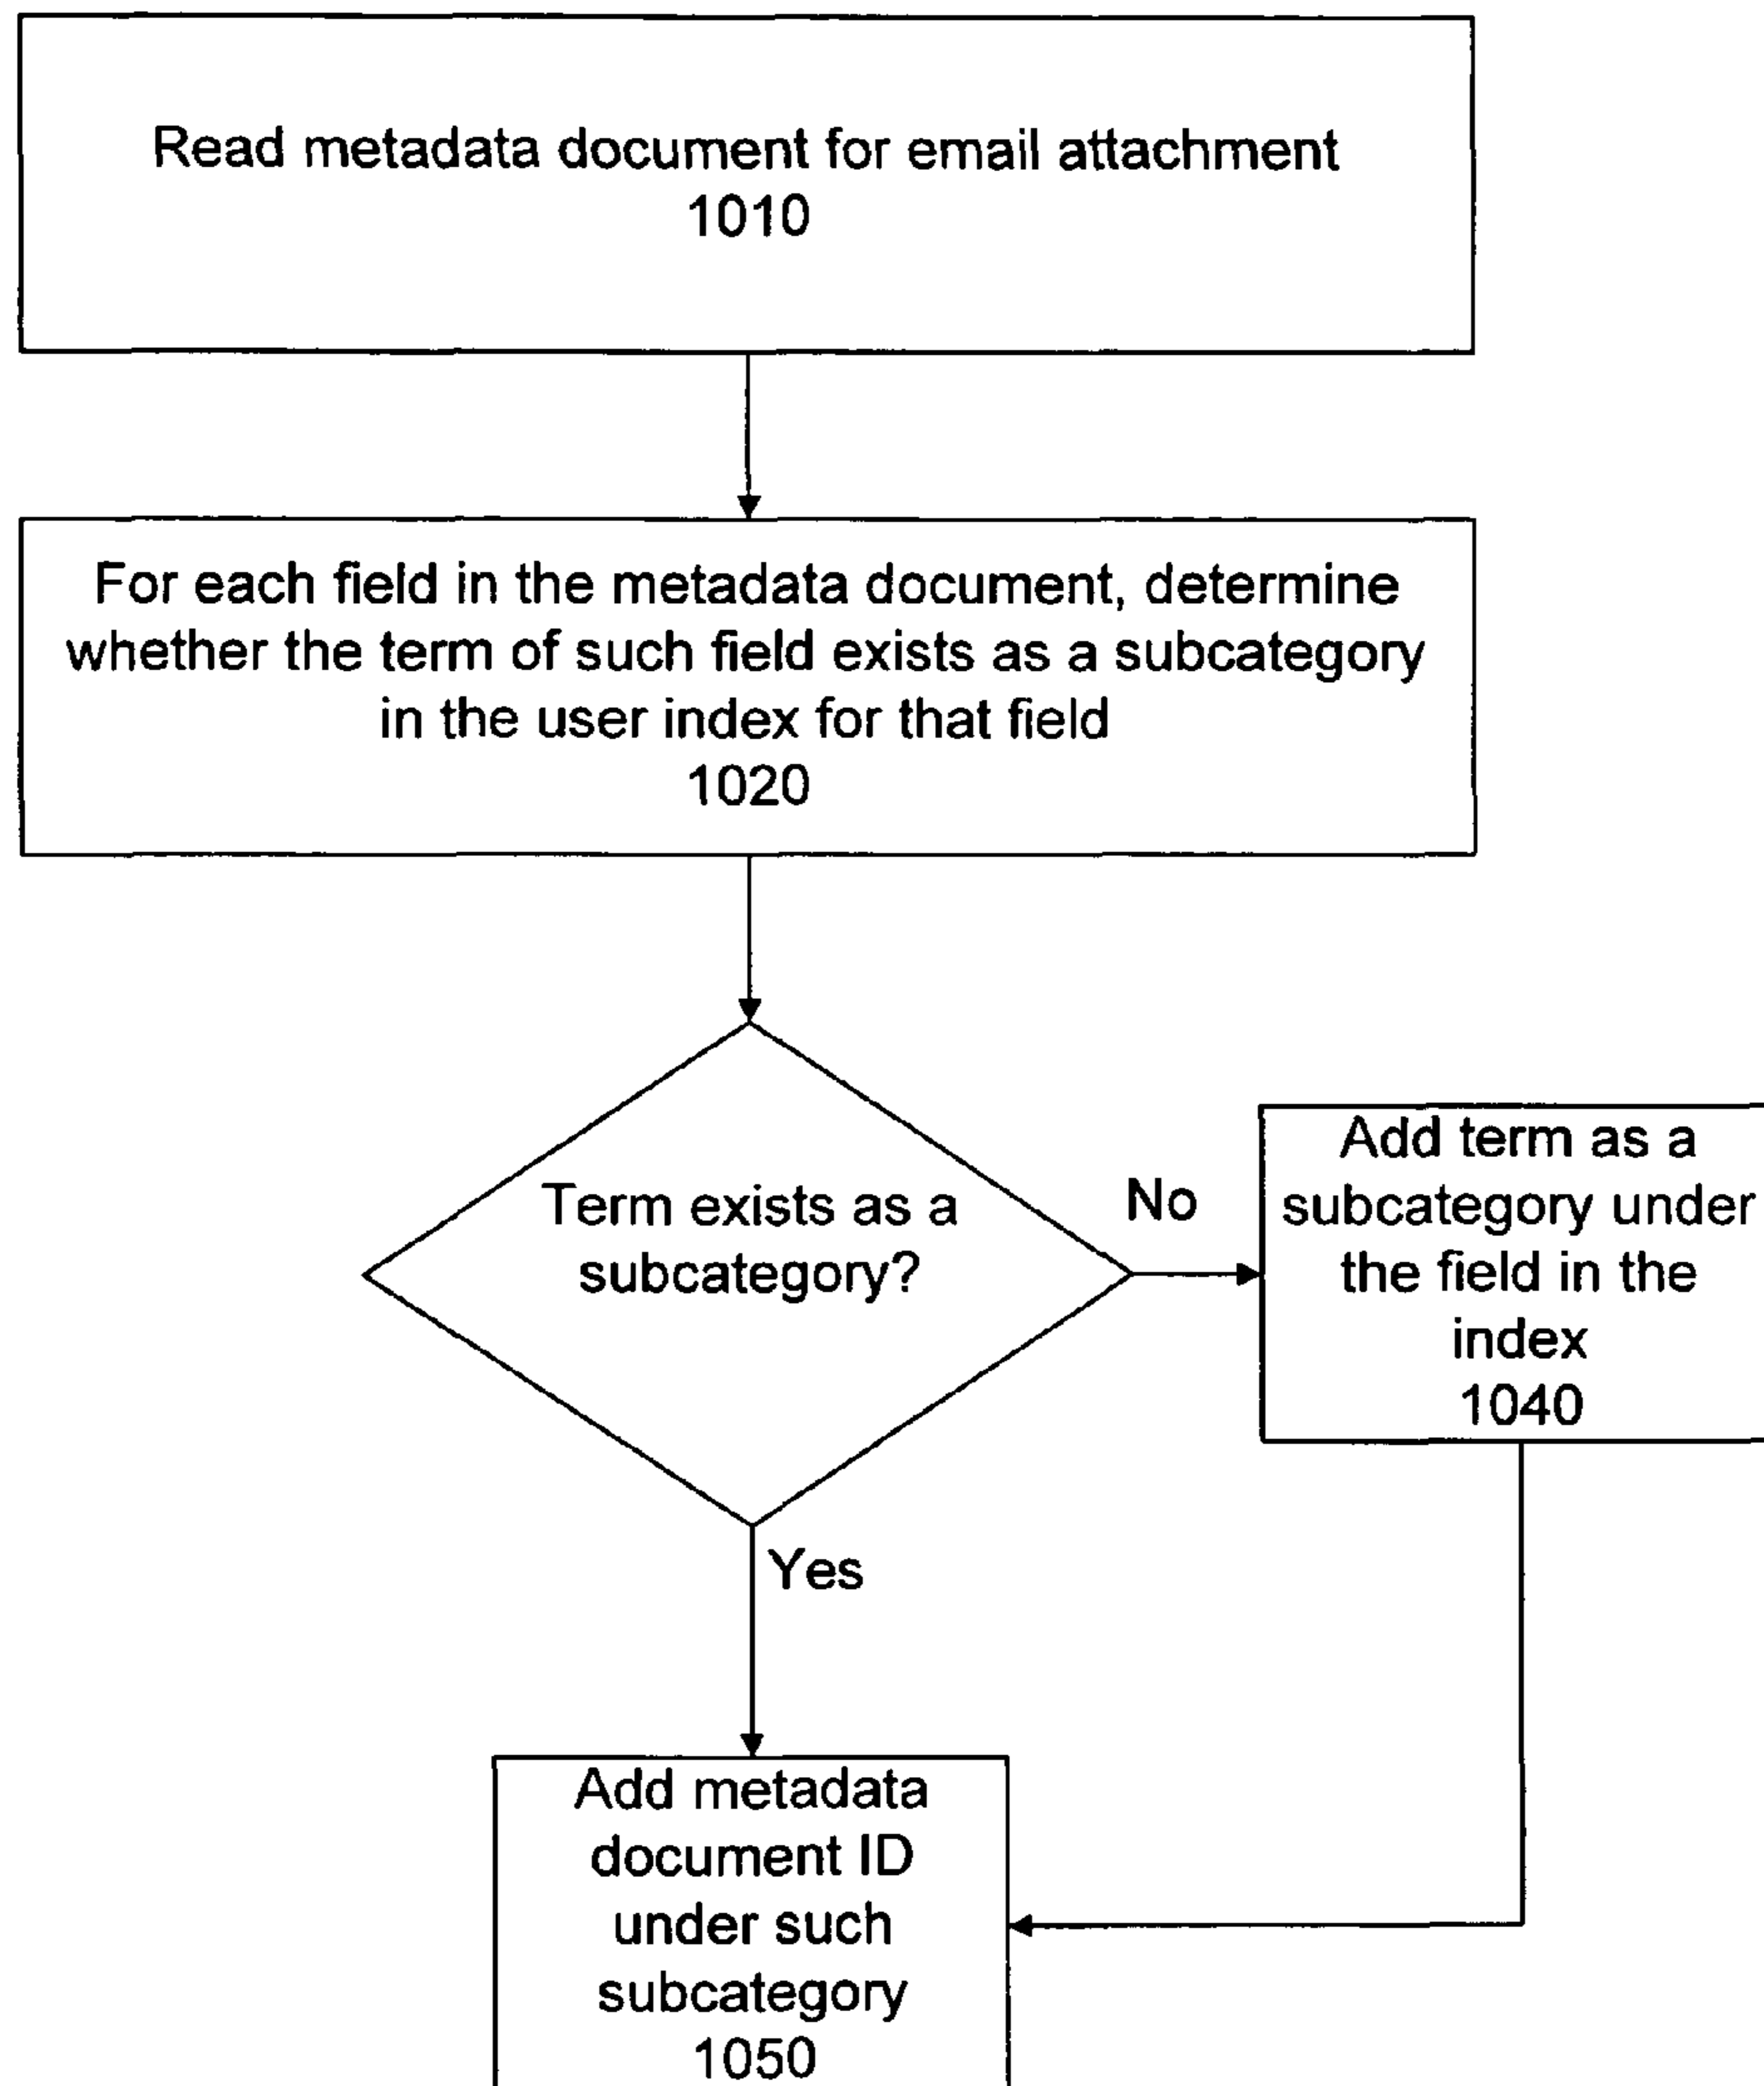 Read metadata document for email attachment
1010
For each field in the metadata document, determine
whether the term of such field exists as a subcategory
in the user index for that field
1020
Term exists as a
subcategory?
No
Add term as a
subcategory under
the field in the
index
1040
Yes
Add metadata
document ID
under such
subcategory
1050